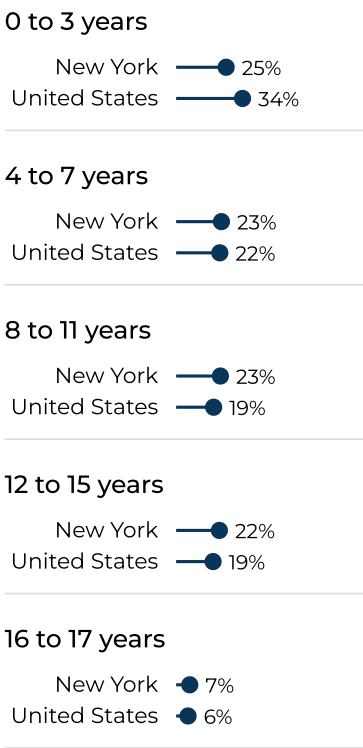 0 to 3 years
New York 25%
United States 34%
4 to 7 years
New York 23%
United States 22%
8 to 11 years
New York 23%
United States 19%
12 to 15 years
New York 22%
United States 19%
16 to 17 years
New York 7%
United States 6%